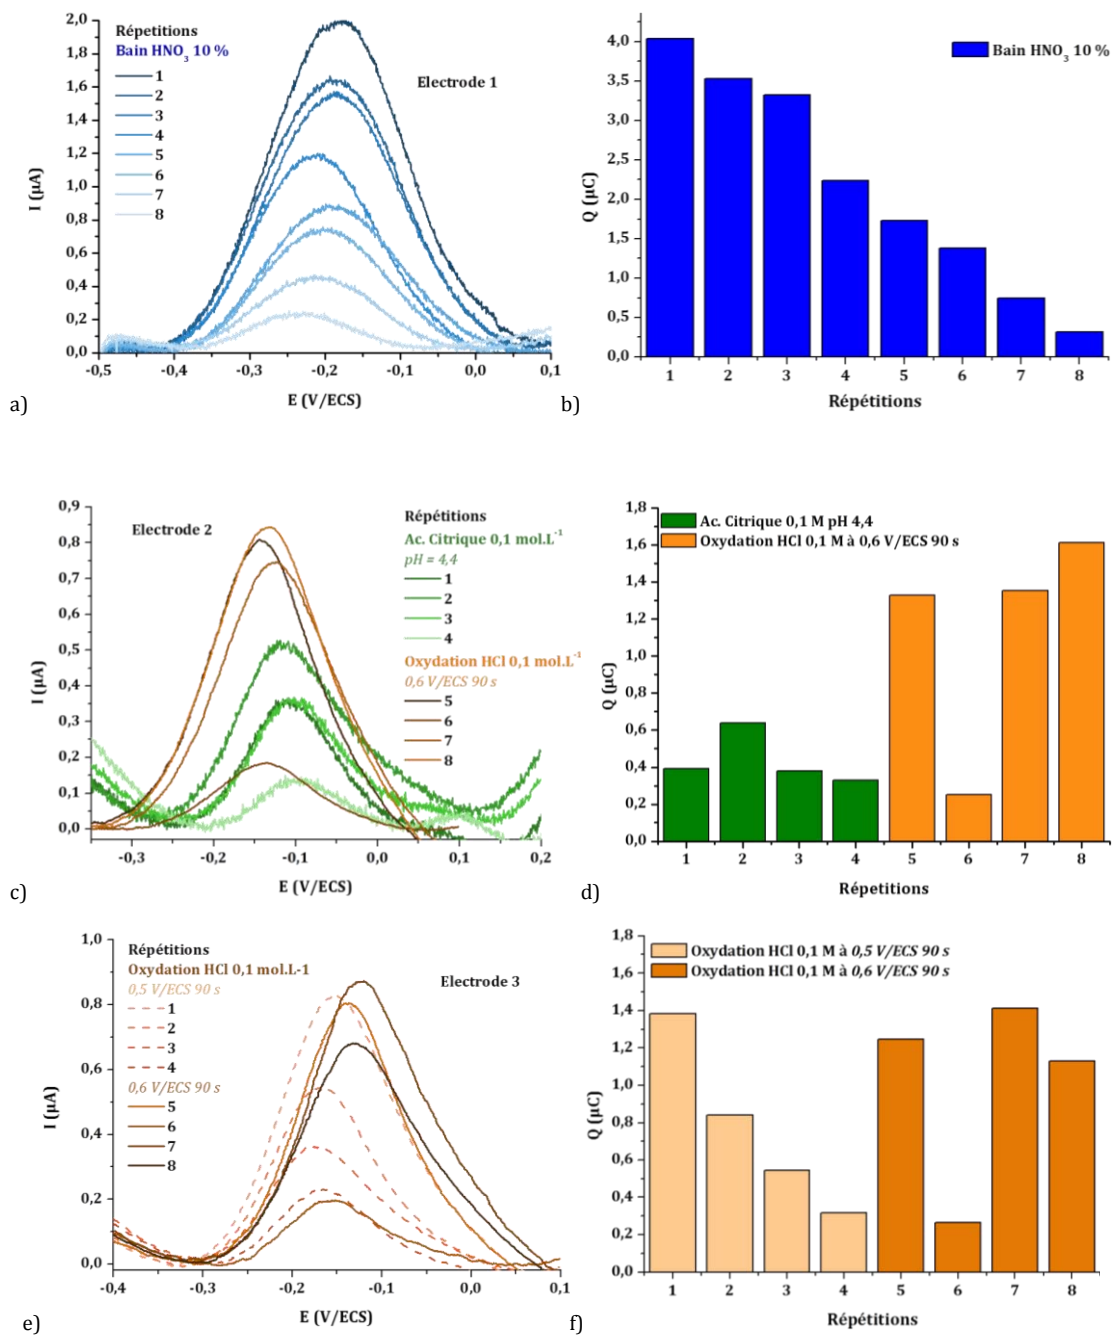 Répetitions
Bain HNO3 10 %
1
2
3
4
5
6
7
8
Electrode 1
2,0
1,8
1,6
1,4
1,2
1,0
0,8
0,6
0,4
0,2
0,0
I (µA)
-0,5 -0,4 -0,3 -0,2 -0,1 0,0 0,1
E (V/ECS)
a)
Bain HNO3 10 %
4,0
3,5
3,0
2,5
2,0
1,5
1,0
0,5
0,0
Q (µC)
1 2 3 4 5 6 7 8
Répétitions
b)
Electrode 2
Répétitions
Ac. Citrique 0,1 mol.L-1
pH = 4,4
1
2
3
4
Oxydation HCl 0,1 mol.L-1
0,6 V/ECS 90 s
5
6
7
8
0,9
0,8
0,7
0,6
0,5
0,4
0,3
0,2
0,1
0,0
I (µA)
-0,3 -0,2 -0,1 0,0 0,1 0,2
E (V/ECS)
c)
Ac. Citrique 0,1 M pH 4,4
Oxydation HCl 0,1 M à 0,6 V/ECS 90 s
1,8
1,6
1,4
1,2
1,0
0,8
0,6
0,4
0,2
0,0
Q (µC)
1 2 3 4 5 6 7 8
Répetitions
d)
Répétitions
Oxydation HCl 0,1 mol.L-1
0,5 V/ECS 90 s
1
2
3
4
0,6 V/ECS 90 s
5
6
7
8
Electrode 3
1,0
0,8
0,6
0,4
0,2
0,0
I (µA)
-0,4 -0,3 -0,2 -0,1 0,0 0,1
E (V/ECS)
e)
Oxydation HCl 0,1 M à 0,5 V/ECS 90 s
Oxydation HCl 0,1 M à 0,6 V/ECS 90 s
1,8
1,6
1,4
1,2
1,0
0,8
0,6
0,4
0,2
0,0
Q (µC)
1 2 3 4 5 6 7 8
Répétitions
f)